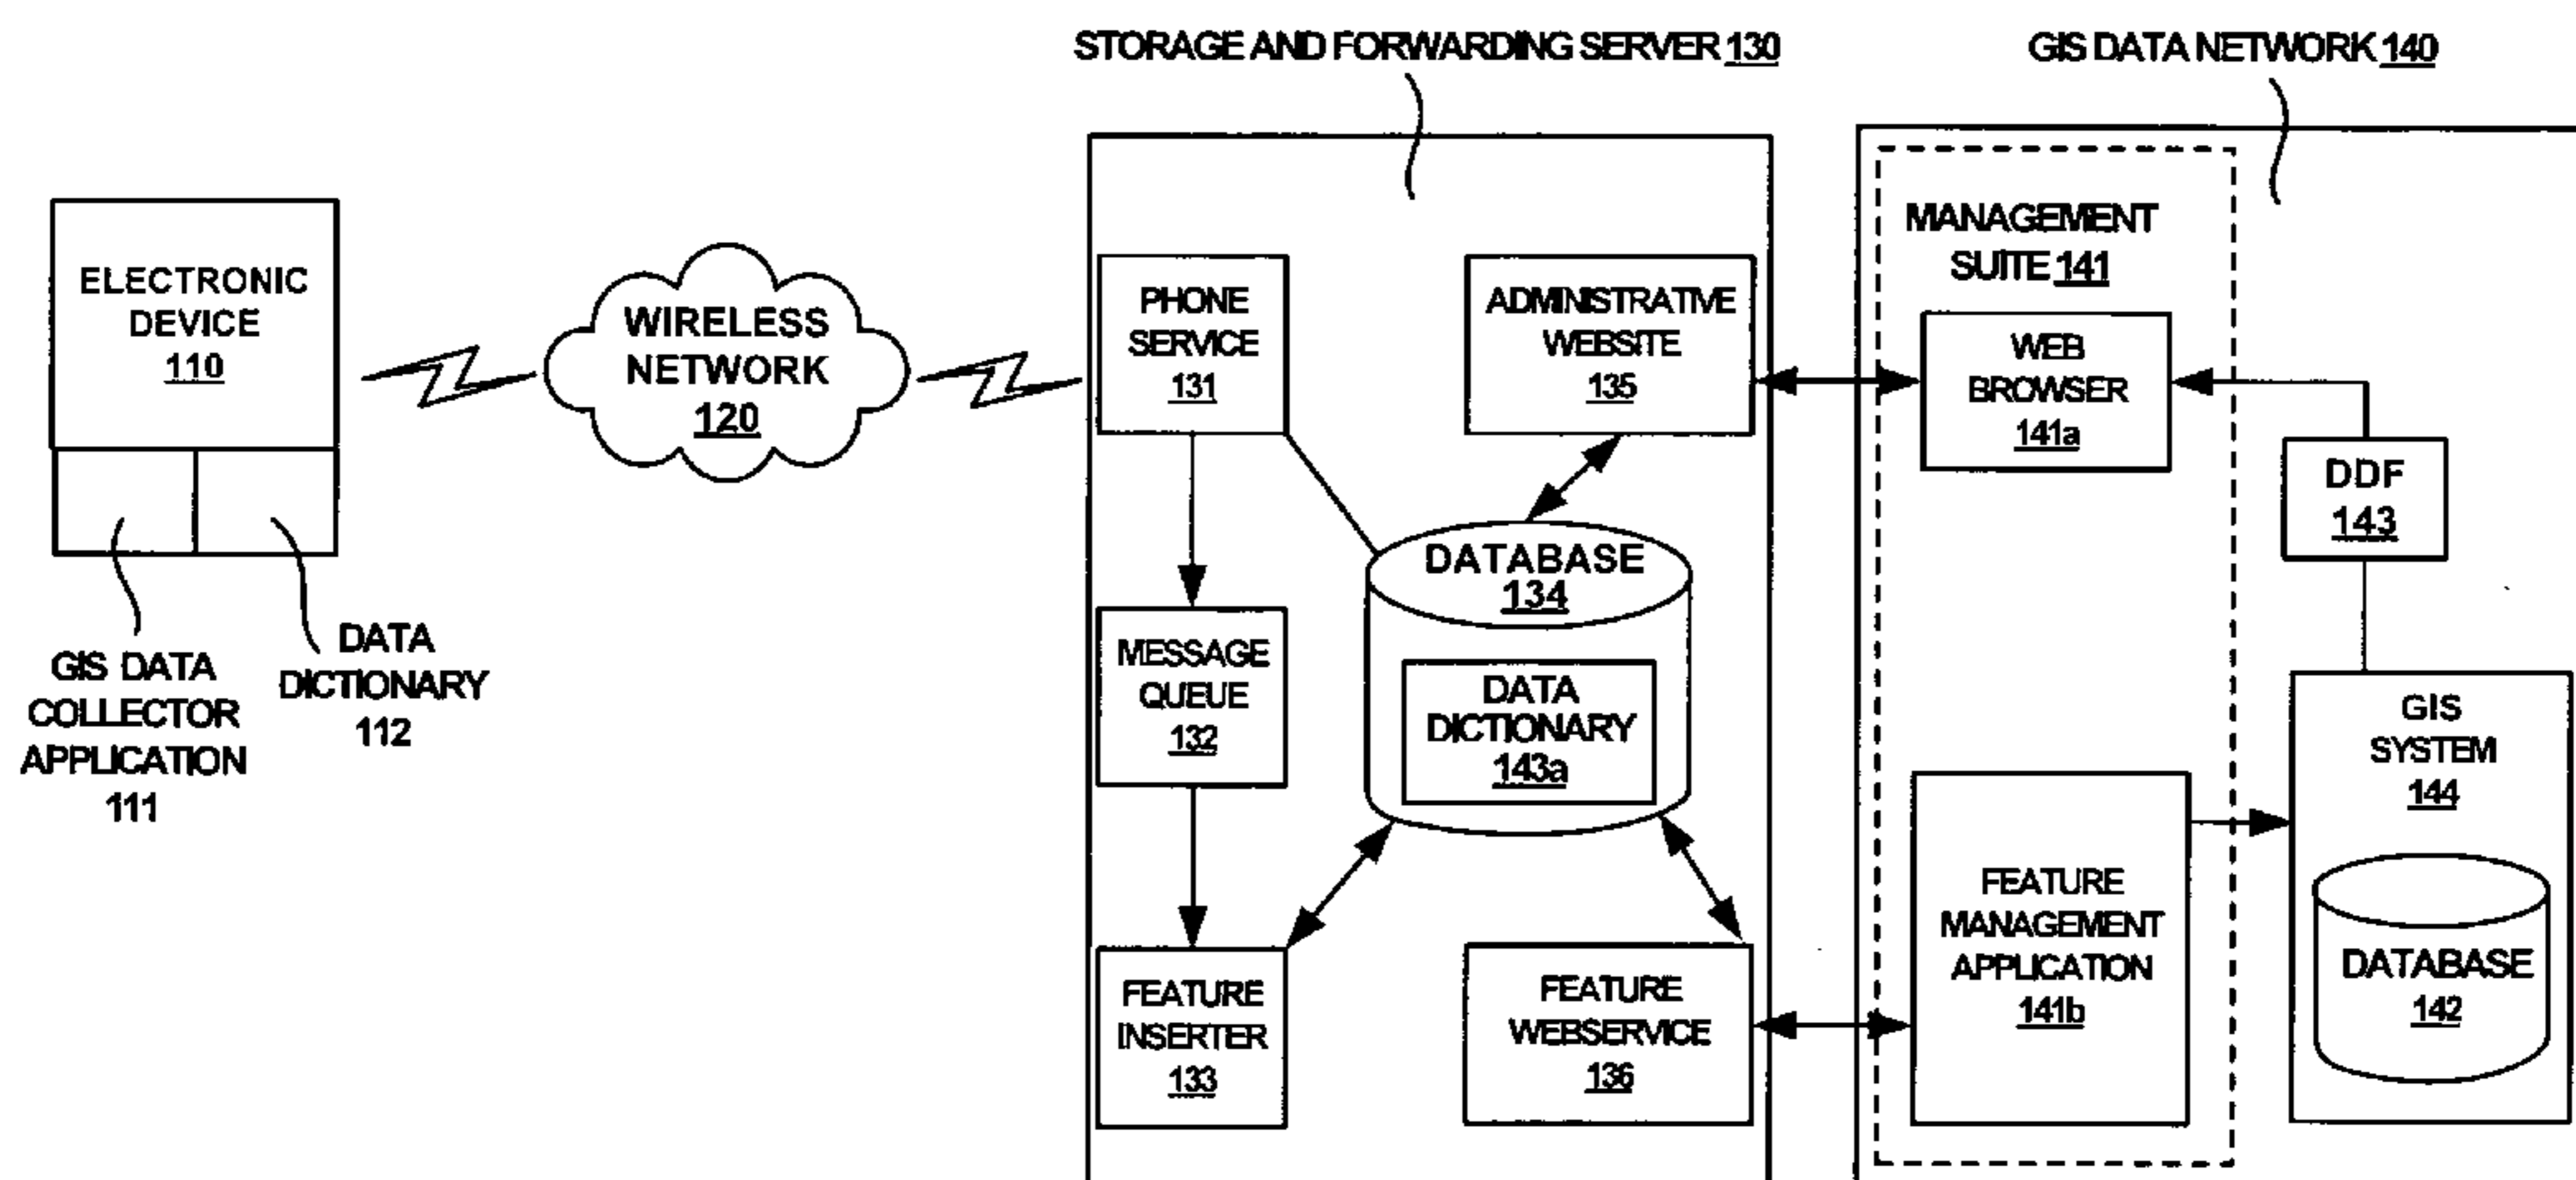 STORAGE AND FORWARDING SERVER 130
GIS DATA NETWORK 140
ELECTRONIC
DEVICE
110
GIS DATA
COLLECTOR
APPLICATION
111
DATA
DICTIONARY
112
WIRELESS
NETWORK
120
PHONE
SERVICE
131
MESSAGE
QUEUE
132
FEATURE
INSERTER
133
ADMINISTRATIVE
WEBSITE
135
DATABASE
134
DATA
DICTIONARY
143a
FEATURE
WEBSERVICE
136
MANAGEMENT
SUITE 141
WEB
BROWSER
141a
FEATURE
MANAGEMENT
APPLICATION
141b
DDF
143
GIS
SYSTEM
144
DATABASE
142